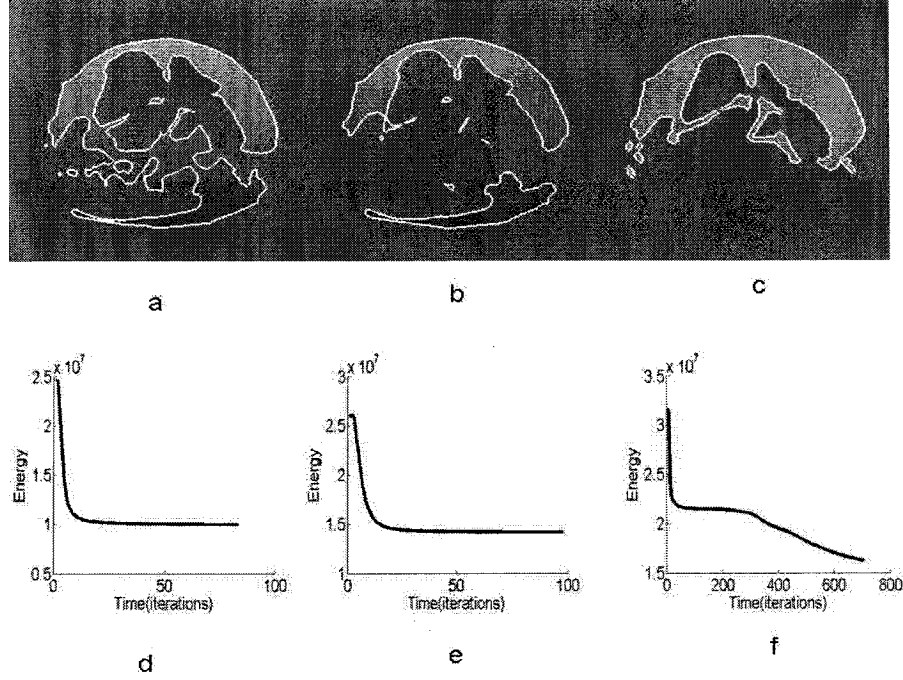 a
b
c
x 10^7
2.5
2
1.5
1
0.5
0
50
100
Energy
Time(iterations)
x 10^7
3
2.5
2
1.5
1
0
50
100
Energy
Time(iterations)
x 10^7
3.5
3
2.5
2
1.5
0
200
400
600
800
Energy
Time(iterations)
d
e
f